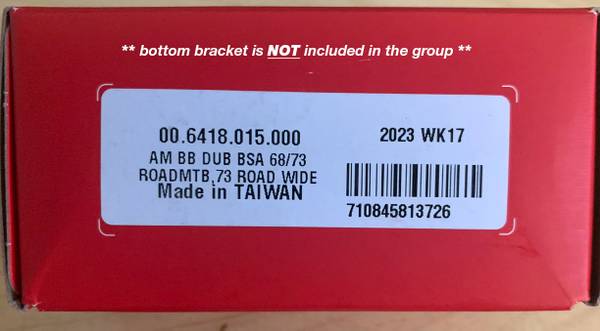 ** bottom bracket is NOT included in the group **
00.6418.015.000
2023 WK17
AM BB DUB BSA 68/73
ROADMTB,73 ROAD WIDE
Made in TAIWAN
710845813726